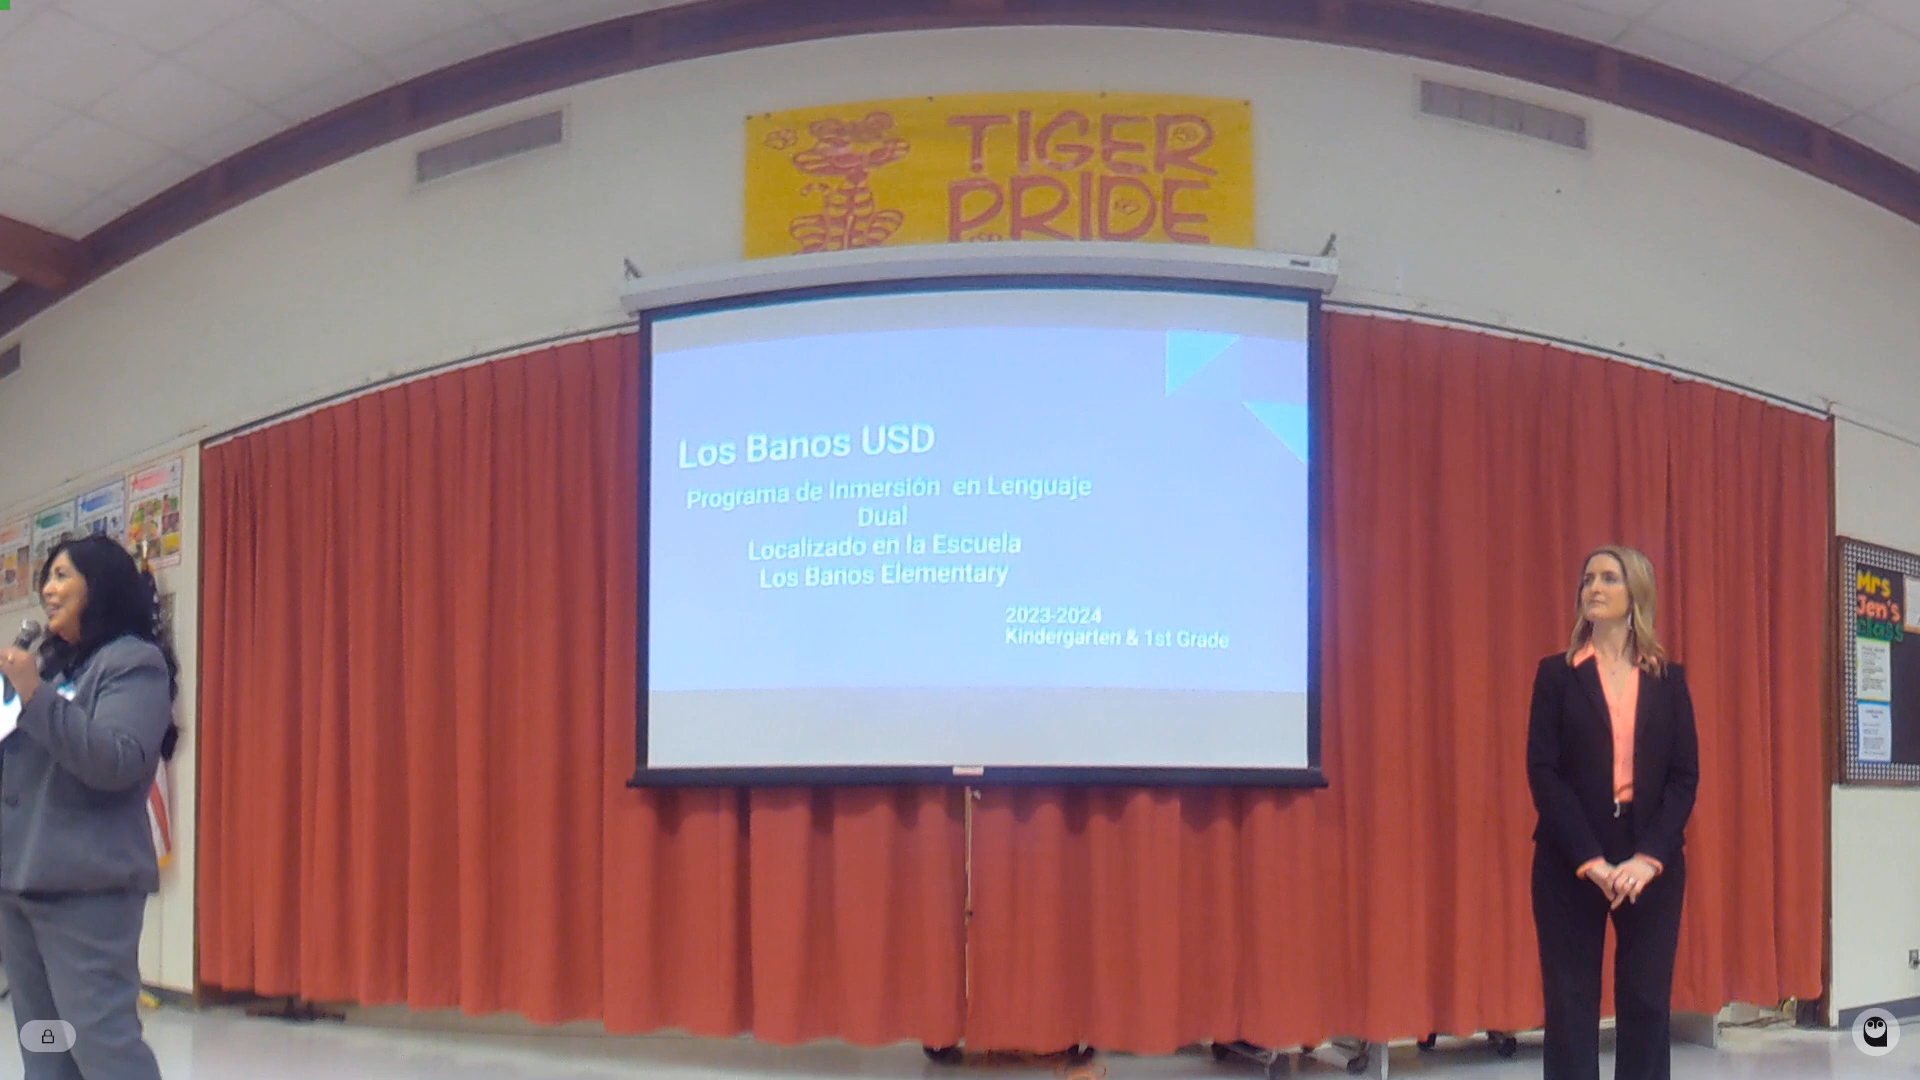 TIGER
PRIDE
Los Banos USD
Programa de Inmersión en Lenguaje
Dual
Localizado en la Escuela
Los Banos Elementary
2023-2024
Kindergarten & 1st Grade
Mrs
Jen's
class